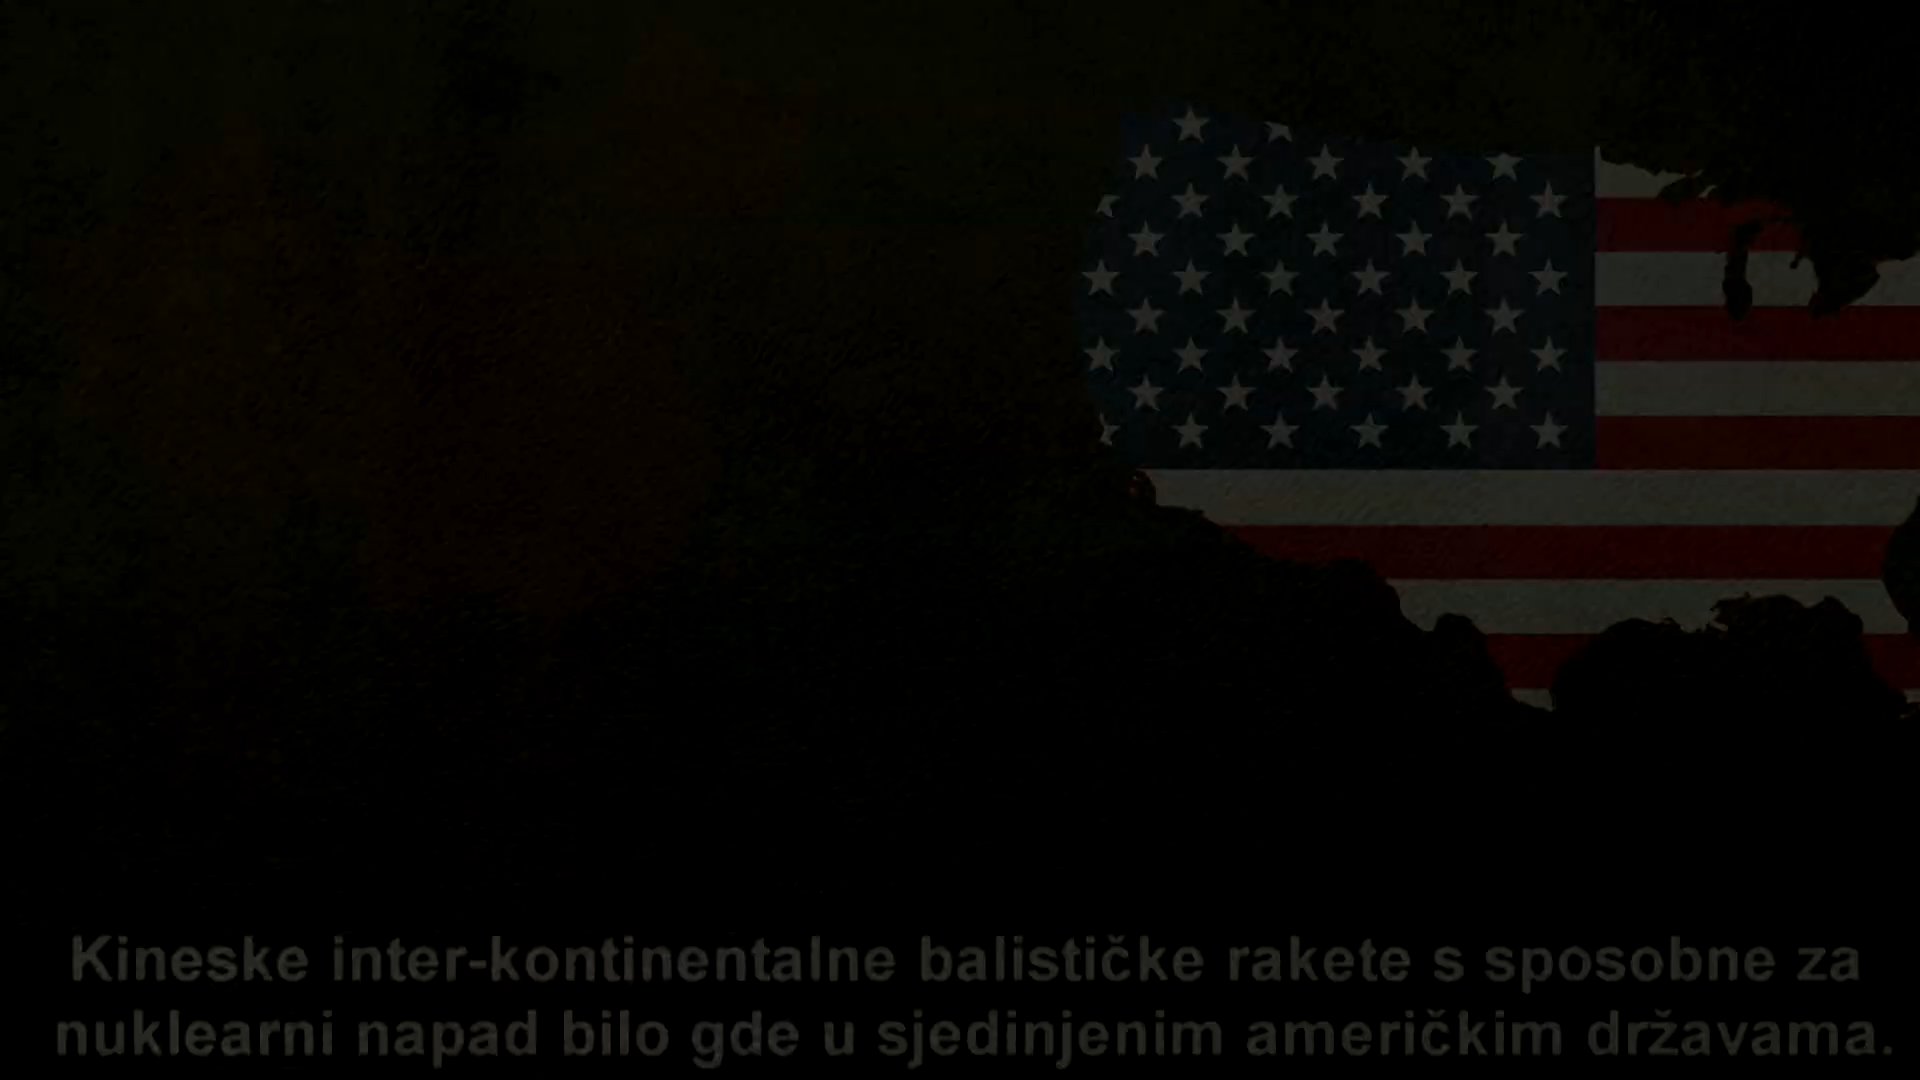 Kineske inter-kontinentalne balističke rakete s sposobne za
nuklearni napad bilo gde u sjedinjenim američkim državama.